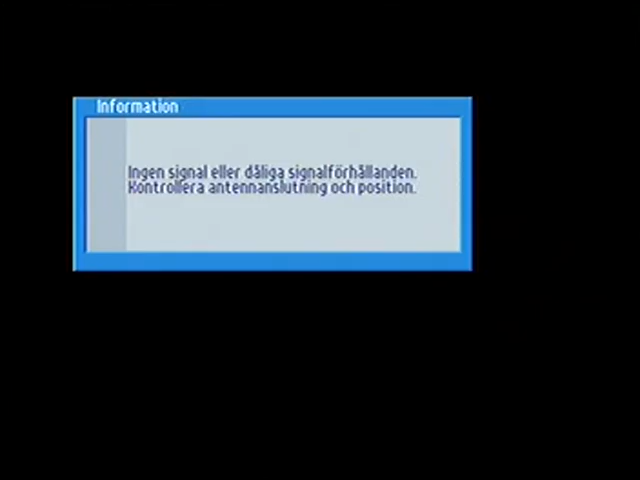 Information
Ingen signal eller dåliga signalförhållanden.
Kontrollera antennanslutning och position.